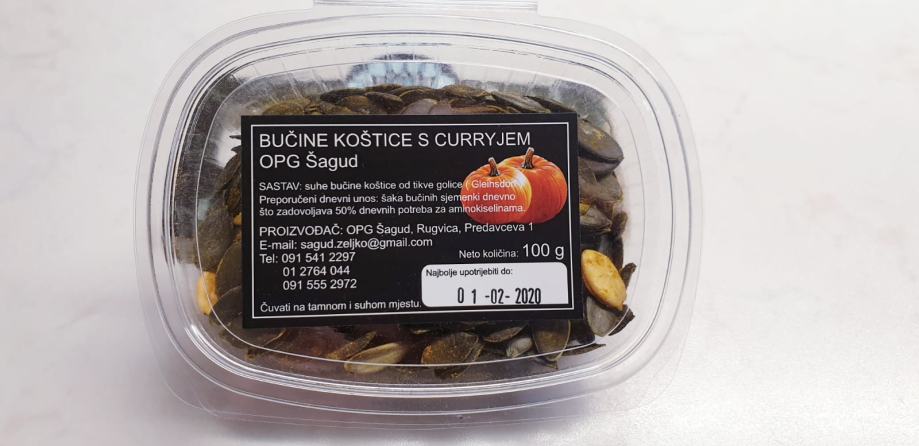 BUČINE KOŠTICE S CURRYJEM
OPG Šagud
SASTAV: suhe bučine koštice od tikve golice ( Gleihsdorf)
Preporučeni dnevni unos: šaka bučinih sjemenki dnevno
što zadovoljava 50% dnevnih potreba za aminokiselinama.
PROIZVOĐAČ: OPG Šagud, Rugvica, Predavceva 1
E-mail: sagud.zeljko@gmail.com
Tel: 091 541 2297
01 2764 044
091 555 2972
Neto količina: 100 g
Najbolje upotrijebiti do:
01-02-2020
Čuvati na tamnom i suhom mjestu.